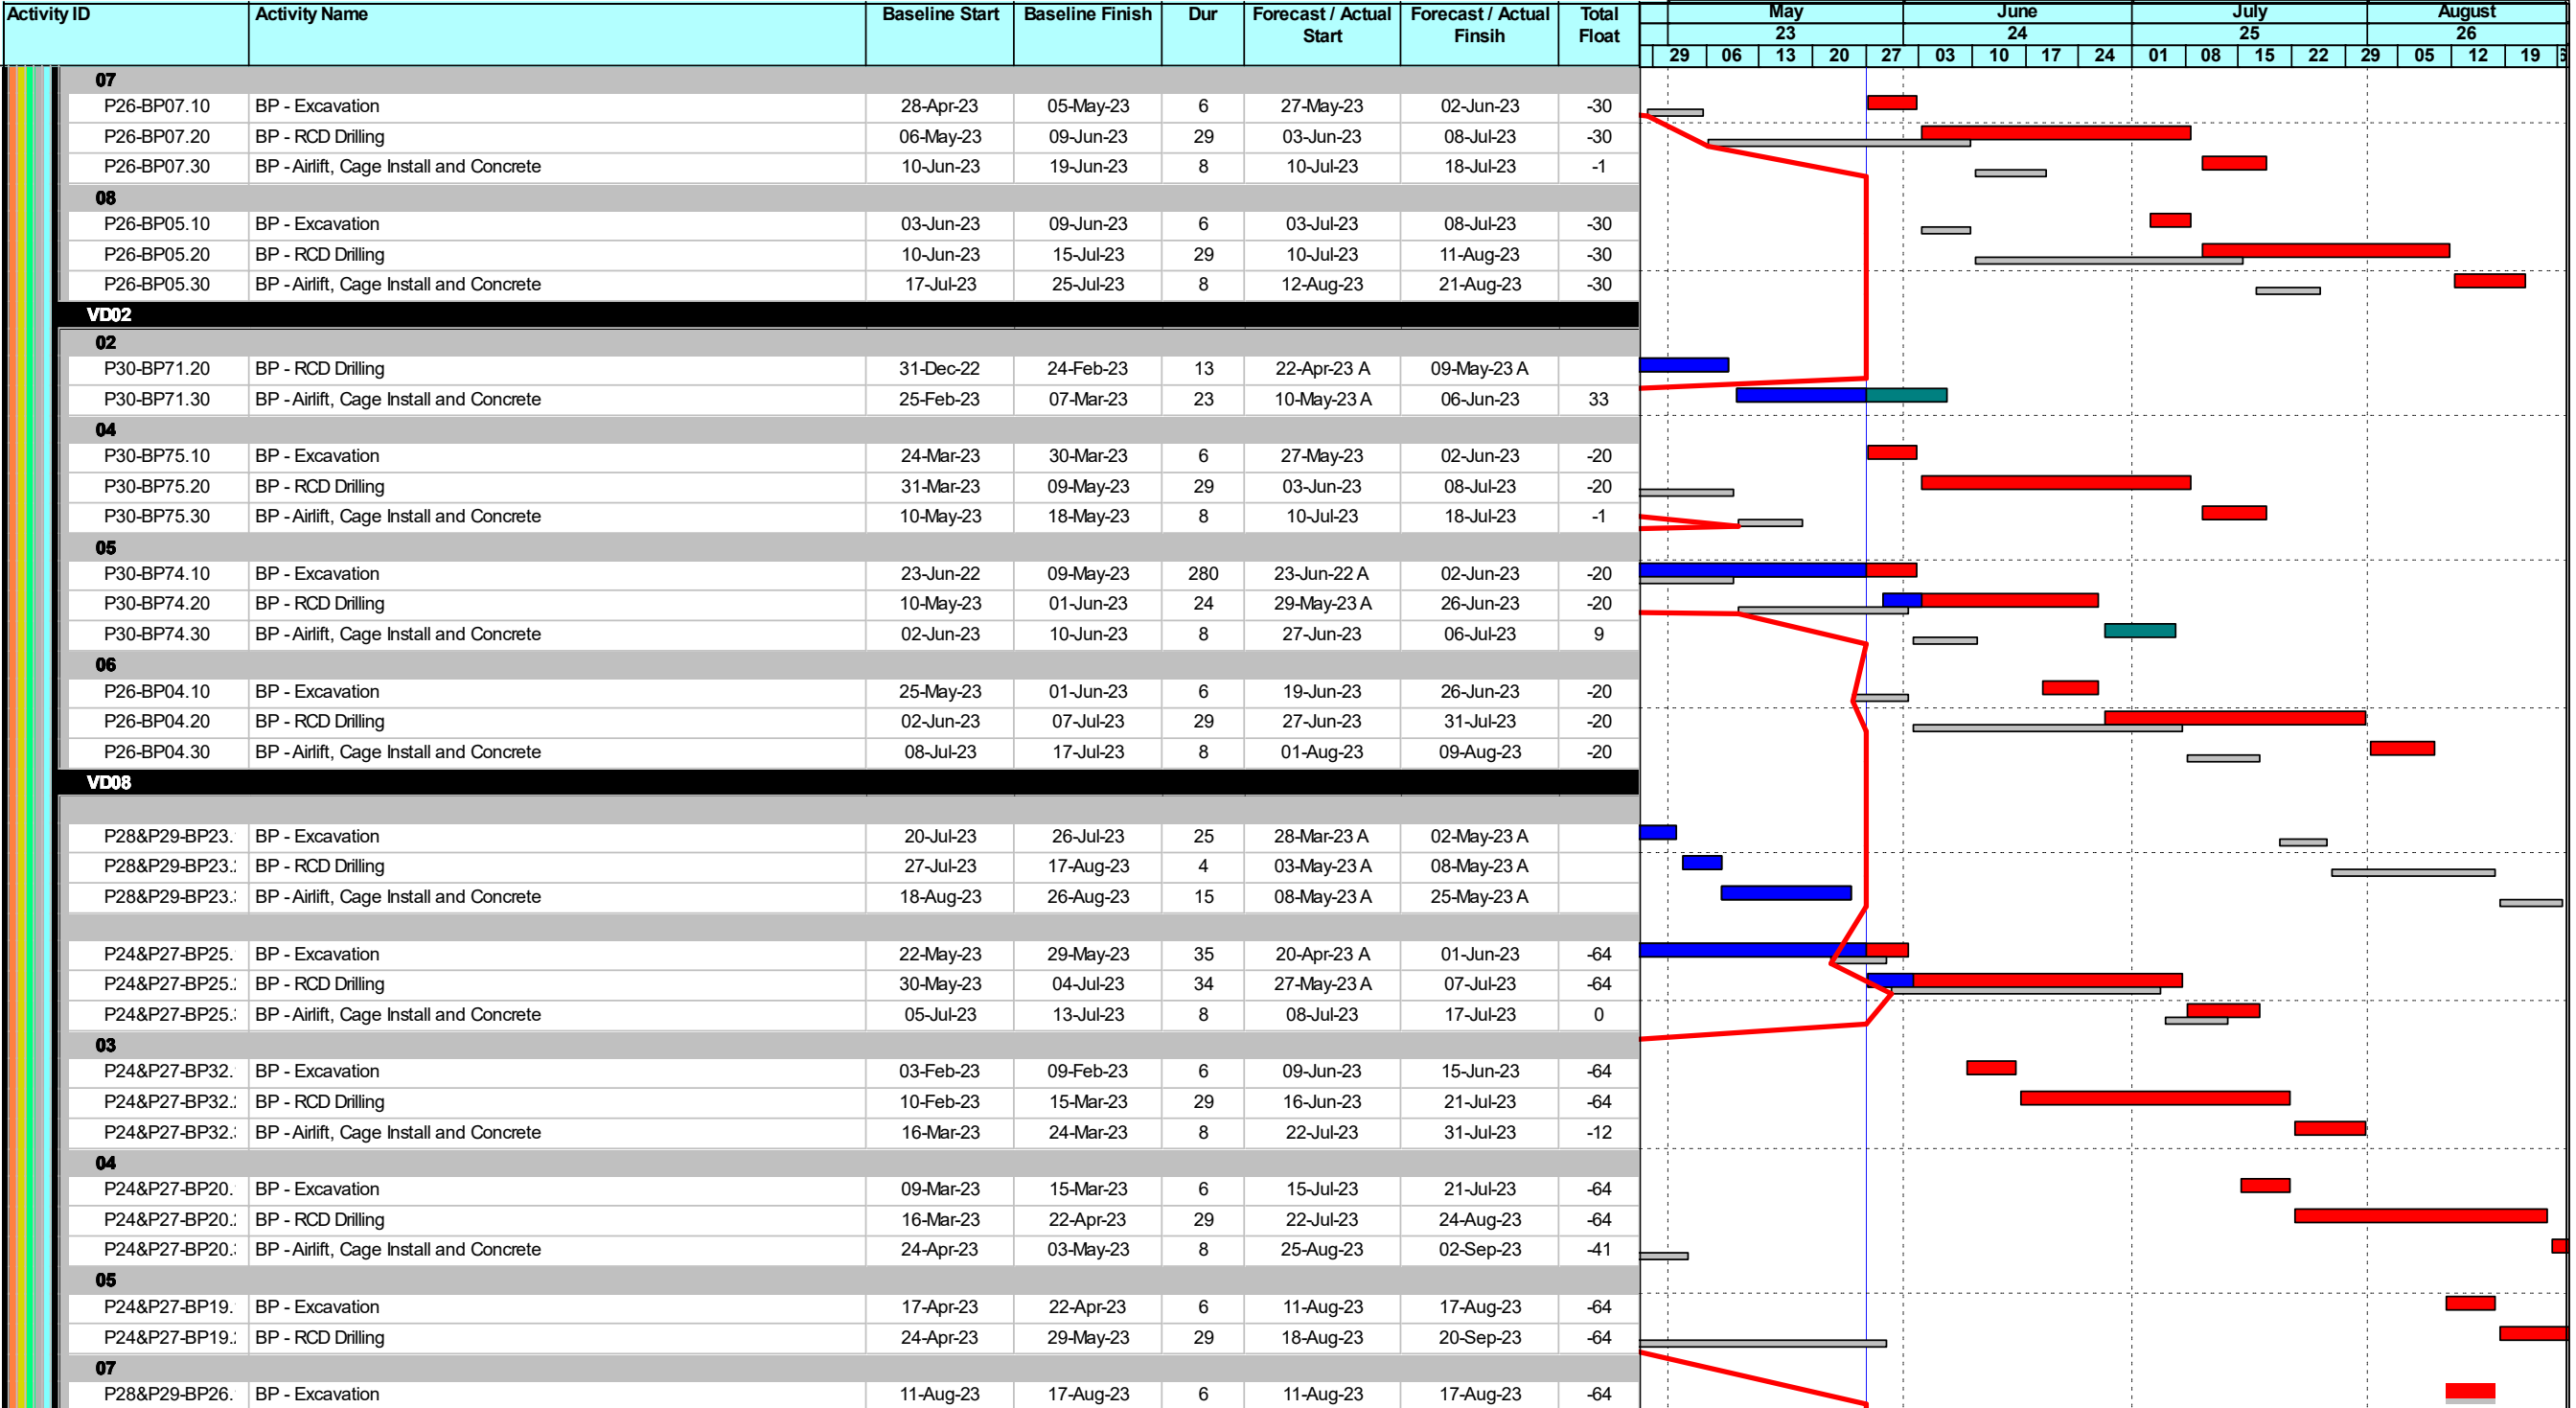 Activity ID Activity Name Baseline Start Baseline Finish Dur Forecast / Actual Start Forecast / Actual Finsih Total Float
May June July August
23 24 25 26
29 06 13 20 27 03 10 17 24 01 08 15 22 29 05 12 19
07
P26-BP07.10 BP - Excavation 28-Apr-23 05-May-23 6 27-May-23 02-Jun-23 -30
P26-BP07.20 BP - RCD Drilling 06-May-23 09-Jun-23 29 03-Jun-23 08-Jul-23 -30
P26-BP07.30 BP - Airlift, Cage Install and Concrete 10-Jun-23 19-Jun-23 8 10-Jul-23 18-Jul-23 -1
08
P26-BP05.10 BP - Excavation 03-Jun-23 09-Jun-23 6 03-Jul-23 08-Jul-23 -30
P26-BP05.20 BP - RCD Drilling 10-Jun-23 15-Jul-23 29 10-Jul-23 11-Aug-23 -30
P26-BP05.30 BP - Airlift, Cage Install and Concrete 17-Jul-23 25-Jul-23 8 12-Aug-23 21-Aug-23 -30
VD02
02
P30-BP71.20 BP - RCD Drilling 31-Dec-22 24-Feb-23 13 22-Apr-23 A 09-May-23 A
P30-BP71.30 BP - Airlift, Cage Install and Concrete 25-Feb-23 07-Mar-23 23 10-May-23 A 06-Jun-23 33
04
P30-BP75.10 BP - Excavation 24-Mar-23 30-Mar-23 6 27-May-23 02-Jun-23 -20
P30-BP75.20 BP - RCD Drilling 31-Mar-23 09-May-23 29 03-Jun-23 08-Jul-23 -20
P30-BP75.30 BP - Airlift, Cage Install and Concrete 10-May-23 18-May-23 8 10-Jul-23 18-Jul-23 -1
05
P30-BP74.10 BP - Excavation 23-Jun-22 09-May-23 280 23-Jun-22 A 02-Jun-23 -20
P30-BP74.20 BP - RCD Drilling 10-May-23 01-Jun-23 24 29-May-23 A 26-Jun-23 -20
P30-BP74.30 BP - Airlift, Cage Install and Concrete 02-Jun-23 10-Jun-23 8 27-Jun-23 06-Jul-23 9
06
P26-BP04.10 BP - Excavation 25-May-23 01-Jun-23 6 19-Jun-23 26-Jun-23 -20
P26-BP04.20 BP - RCD Drilling 02-Jun-23 07-Jul-23 29 27-Jun-23 31-Jul-23 -20
P26-BP04.30 BP - Airlift, Cage Install and Concrete 08-Jul-23 17-Jul-23 8 01-Aug-23 09-Aug-23 -20
VD08
P28&P29-BP23. BP - Excavation 20-Jul-23 26-Jul-23 25 28-Mar-23 A 02-May-23 A
P28&P29-BP23. BP - RCD Drilling 27-Jul-23 17-Aug-23 4 03-May-23 A 08-May-23 A
P28&P29-BP23. BP - Airlift, Cage Install and Concrete 18-Aug-23 26-Aug-23 15 08-May-23 A 25-May-23 A
P24&P27-BP25. BP - Excavation 22-May-23 29-May-23 35 20-Apr-23 A 01-Jun-23 -64
P24&P27-BP25. BP - RCD Drilling 30-May-23 04-Jul-23 34 27-May-23 A 07-Jul-23 -64
P24&P27-BP25. BP - Airlift, Cage Install and Concrete 05-Jul-23 13-Jul-23 8 08-Jul-23 17-Jul-23 0
03
P24&P27-BP32. BP - Excavation 03-Feb-23 09-Feb-23 6 09-Jun-23 15-Jun-23 -64
P24&P27-BP32. BP - RCD Drilling 10-Feb-23 15-Mar-23 29 16-Jun-23 21-Jul-23 -64
P24&P27-BP32. BP - Airlift, Cage Install and Concrete 16-Mar-23 24-Mar-23 8 22-Jul-23 31-Jul-23 -12
04
P24&P27-BP20. BP - Excavation 09-Mar-23 15-Mar-23 6 15-Jul-23 21-Jul-23 -64
P24&P27-BP20. BP - RCD Drilling 16-Mar-23 22-Apr-23 29 22-Jul-23 24-Aug-23 -64
P24&P27-BP20. BP - Airlift, Cage Install and Concrete 24-Apr-23 03-May-23 8 25-Aug-23 02-Sep-23 -41
05
P24&P27-BP19. BP - Excavation 17-Apr-23 22-Apr-23 6 11-Aug-23 17-Aug-23 -64
P24&P27-BP19. BP - RCD Drilling 24-Apr-23 29-May-23 29 18-Aug-23 20-Sep-23 -64
07
P28&P29-BP26. BP - Excavation 11-Aug-23 17-Aug-23 6 11-Aug-23 17-Aug-23 -64